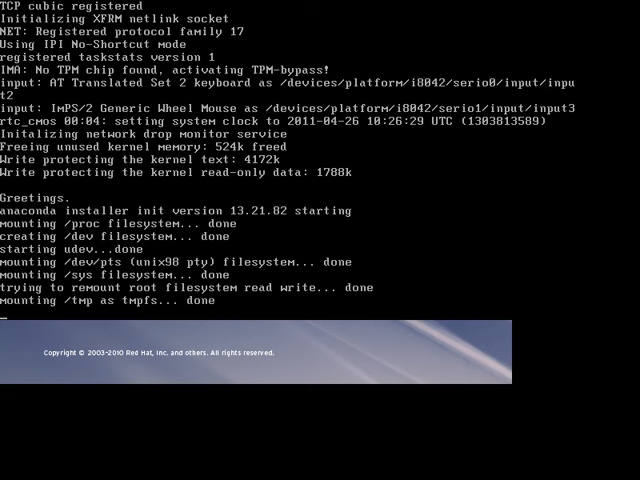 TCP cubic registered
Initializing XFRM netlink socket
NET: Registered protocol family 17
Using IPI No-Shortcut mode
registered taskstats version 1
IMA: No TPM chip found, activating TPM-bypass!
input: AT Translated Set 2 keyboard as /devices/platform/i8042/serio0/input/inpu
t2
input: ImPS/2 Generic Wheel Mouse as /devices/platform/i8042/serio1/input/input3
rtc_cmos 00:04: setting system clock to 2011-04-26 10:26:29 UTC (1303813589)
Initalizing network drop monitor service
Freeing unused kernel memory: 524k freed
Write protecting the kernel text: 4172k
Write protecting the kernel read-only data: 1788k
Greetings.
anaconda installer init version 13.21.82 starting
mounting /proc filesystem... done
creating /dev filesystem... done
starting udev...done
mounting /dev/pts (unix98 pty) filesystem... done
mounting /sys filesystem... done
trying to remount root filesystem read write... done
mounting /tmp as tmpfs... done
Copyright © 2003-2010 Red Hat, Inc. and others. All rights reserved.